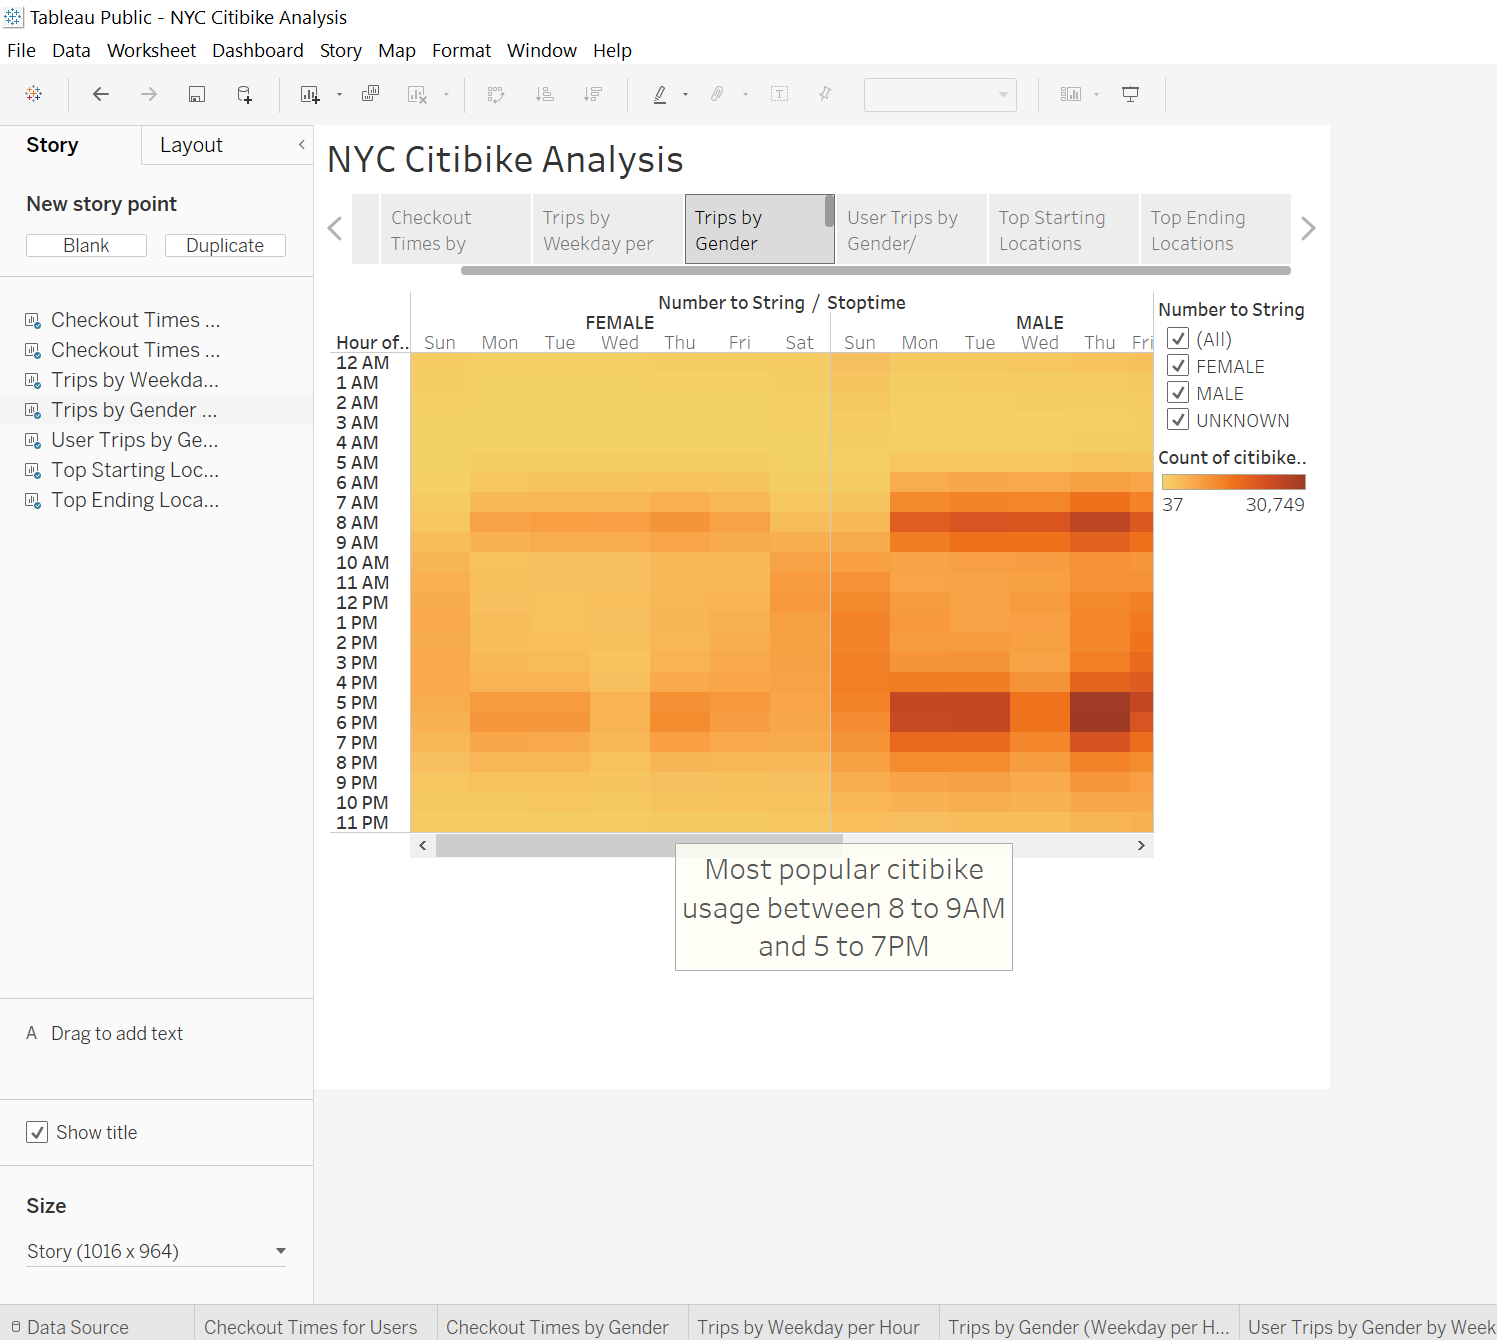 Tableau Public - NYC Citibike Analysis
File Data Worksheet Dashboard Story Map Format Window Help
Story Layout
New story point
Blank Duplicate
Checkout Times ...
Checkout Times ...
Trips by Weekda...
Trips by Gender ...
User Trips by Ge...
Top Starting Loc...
Top Ending Loca...
A Drag to add text
Show title
Size
Story (1016 x 964)
NYC Citibike Analysis
Checkout
Times by
Trips by
Weekday per
Trips by
Gender
User Trips by
Gender/
Top Starting
Locations
Top Ending
Locations
Number to String / Stoptime
FEMALE MALE
Hour of.. Sun Mon Tue Wed Thu Fri Sat Sun Mon Tue Wed Thu Fri
12 AM
1 AM
2 AM
3 AM
4 AM
5 AM
6 AM
7 AM
8 AM
9 AM
10 AM
11 AM
12 PM
1 PM
2 PM
3 PM
4 PM
5 PM
6 PM
7 PM
8 PM
9 PM
10 PM
11 PM
Number to String
(All)
FEMALE
MALE
UNKNOWN
Count of citibike..
37 30,749
Most popular citibike
usage between 8 to 9AM
and 5 to 7PM
Data Source Checkout Times for Users Checkout Times by Gender Trips by Weekday per Hour Trips by Gender (Weekday per H... User Trips by Gender by Week